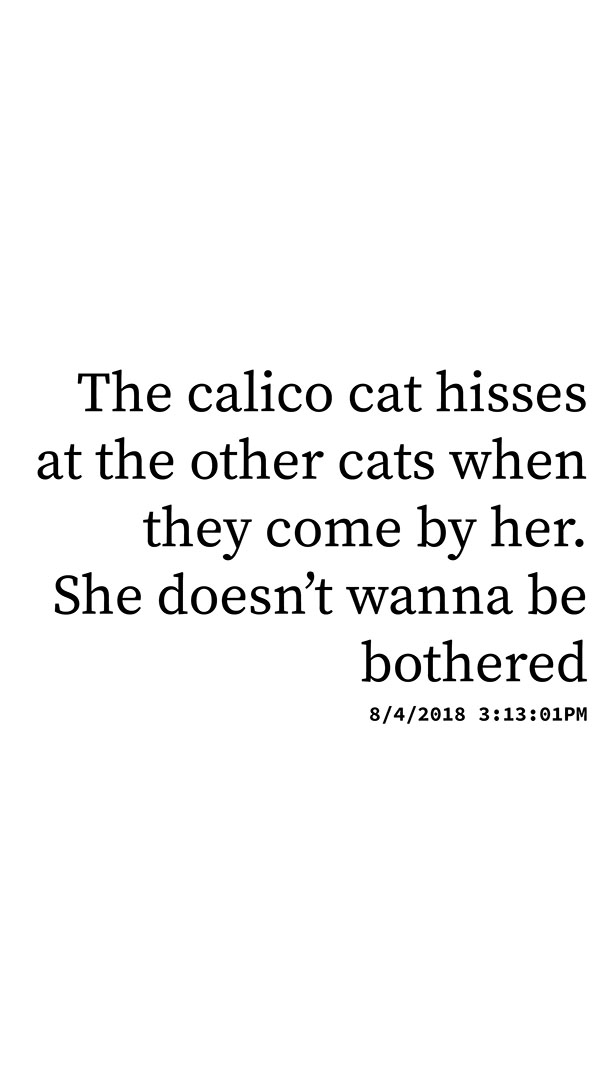 The calico cat hisses
at the other cats when
they come by her.
She doesn’t wanna be
bothered
8/4/2018 3:13:01PM